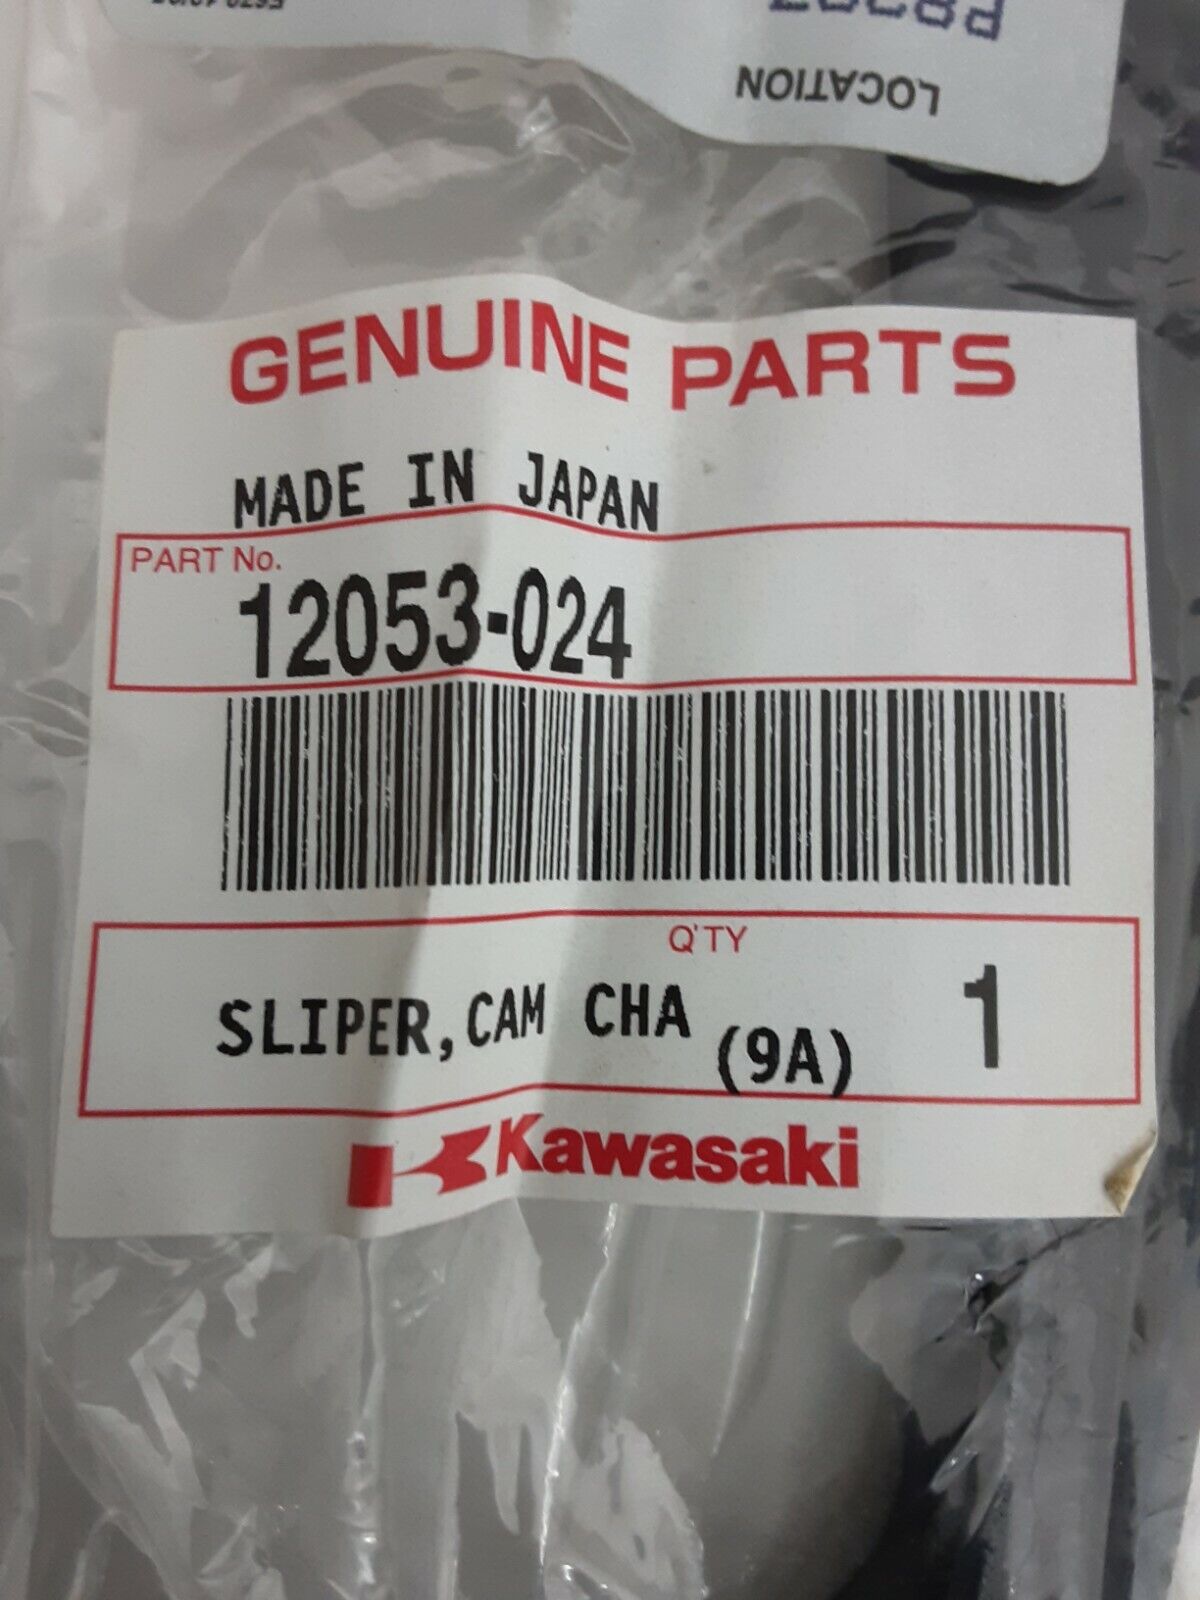 LOCATION
GENUINE PARTS
MADE IN JAPAN
PART No.
12053-024
Q'TY
SLIPER,CAM CHA (9A) 1
Kawasaki